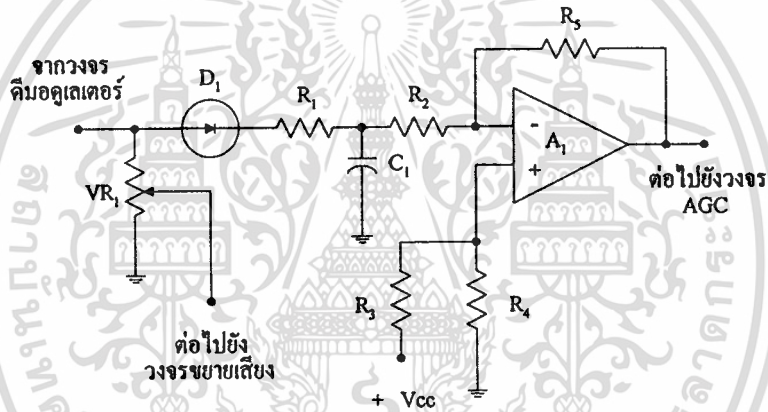 จากวงจร
ดีมอดูเลเตอร์
D₁
R₁
R₂
R₅
VR₁
C₁
-
A₁
+
ต่อไปยังวงจร
AGC
R₃
R₄
ต่อไปยัง
วงจรขยายเสียง
+ Vcc